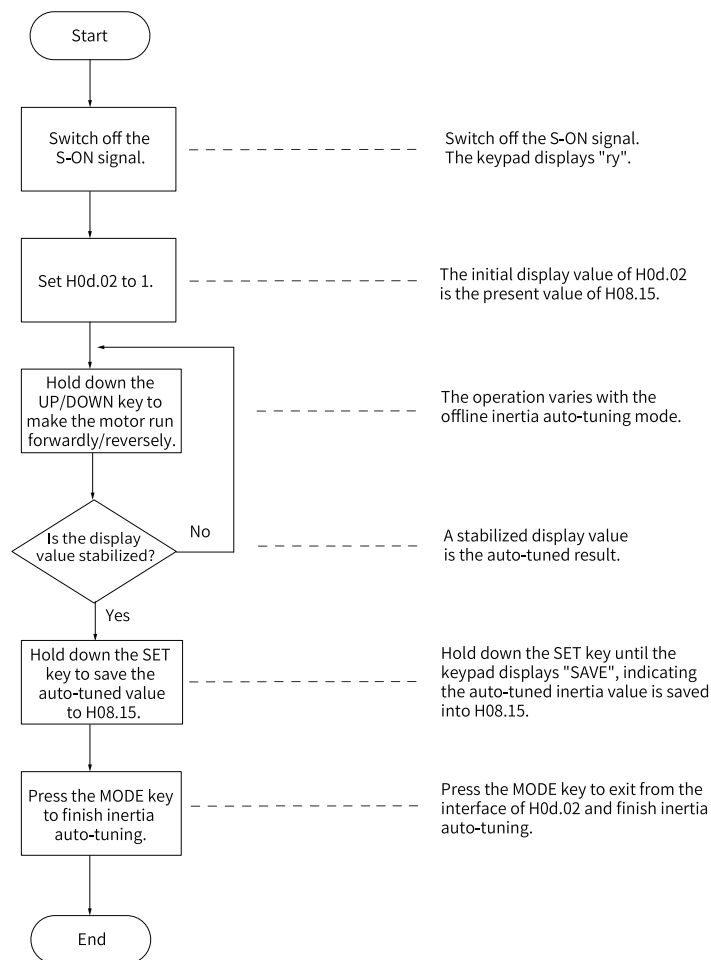 Start
Switch off the
S-ON signal.
Switch off the S-ON signal.
The keypad displays "ry".
Set H0d.02 to 1.
The initial display value of H0d.02
is the present value of H08.15.
Hold down the
UP/DOWN key to
make the motor run
forwardly/reversely.
The operation varies with the
offline inertia auto-tuning mode.
Is the display
value stabilized?
No
A stabilized display value
is the auto-tuned result.
Yes
Hold down the SET
key to save the
auto-tuned value
to H08.15.
Hold down the SET key until the
keypad displays "SAVE", indicating
the auto-tuned inertia value is saved
into H08.15.
Press the MODE key
to finish inertia
auto-tuning.
Press the MODE key to exit from the
interface of H0d.02 and finish inertia
auto-tuning.
End